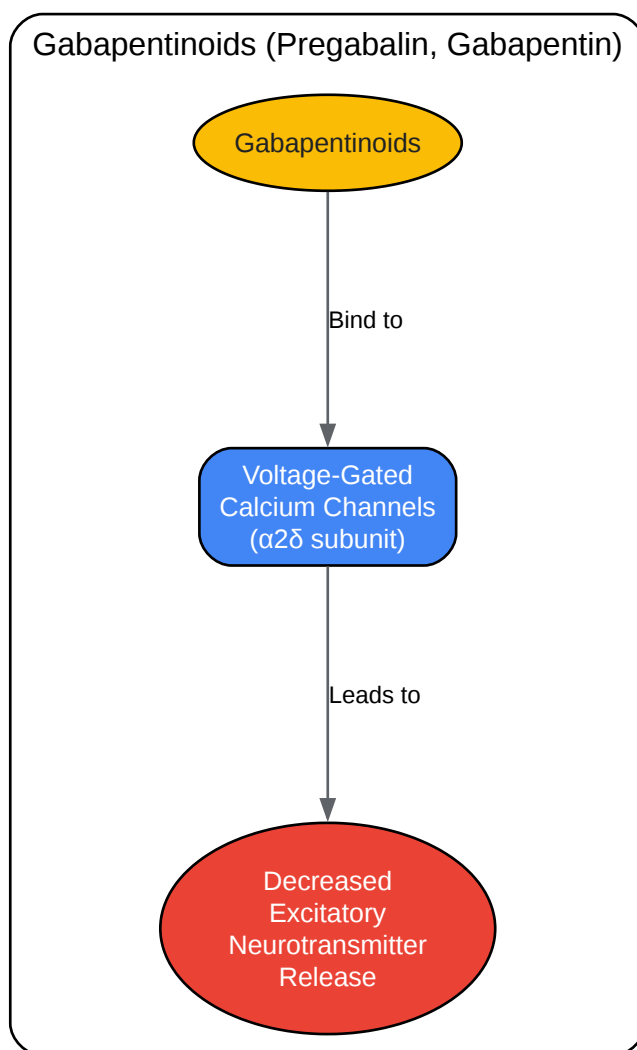 Gabapentinoids (Pregabalin, Gabapentin)
Gabapentinoids
Bind to
Voltage-Gated
Calcium Channels
(α2δ subunit)
Leads to
Decreased
Excitatory
Neurotransmitter
Release